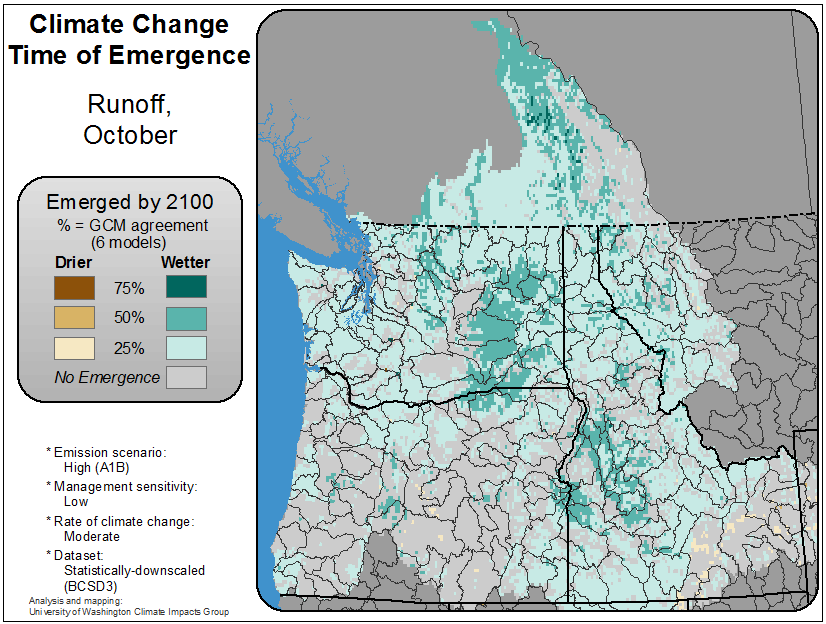 Climate Change
Time of Emergence
Runoff,
October
Emerged by 2100
% = GCM agreement
(6 models)
Drier Wetter
75%
50%
25%
No Emergence
* Emission scenario:
High (A1B)
* Management sensitivity:
Low
* Rate of climate change:
Moderate
* Dataset:
Statistically-downscaled
(BCSD3)
Analysis and mapping:
University of Washington Climate Impacts Group